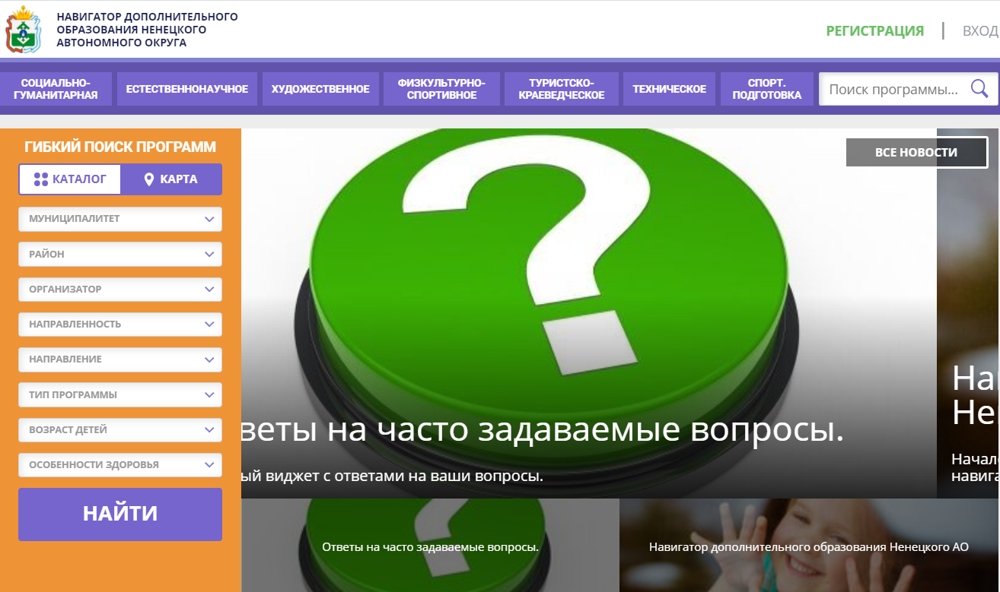 НАВИГАТОР ДОПОЛНИТЕЛЬНОГО
ОБРАЗОВАНИЯ НЕНЕЦКОГО
АВТОНОМНОГО ОКРУГА
РЕГИСТРАЦИЯ | ВХОД
СОЦИАЛЬНО-
ГУМАНИТАРНАЯ
ЕСТЕСТВЕННОНАУЧНОЕ
ХУДОЖЕСТВЕННОЕ
ФИЗКУЛЬТУРНО-
СПОРТИВНОЕ
ТУРИСТСКО-
КРАЕВЕДЧЕСКОЕ
ТЕХНИЧЕСКОЕ
СПОРТ.
ПОДГОТОВКА
Поиск программы...
ГИБКИЙ ПОИСК ПРОГРАММ
КАТАЛОГ
КАРТА
МУНИЦИПАЛИТЕТ
РАЙОН
ОРГАНИЗАТОР
НАПРАВЛЕННОСТЬ
НАПРАВЛЕНИЕ
ТИП ПРОГРАММЫ
ВОЗРАСТ ДЕТЕЙ
ОСОБЕННОСТИ ЗДОРОВЬЯ
НАЙТИ
ВСЕ НОВОСТИ
веты на часто задаваемые вопросы.
ый виджет с ответами на ваши вопросы.
На
Не
Начал
навига
Ответы на часто задаваемые вопросы.
Навигатор дополнительного образования Ненецкого АО